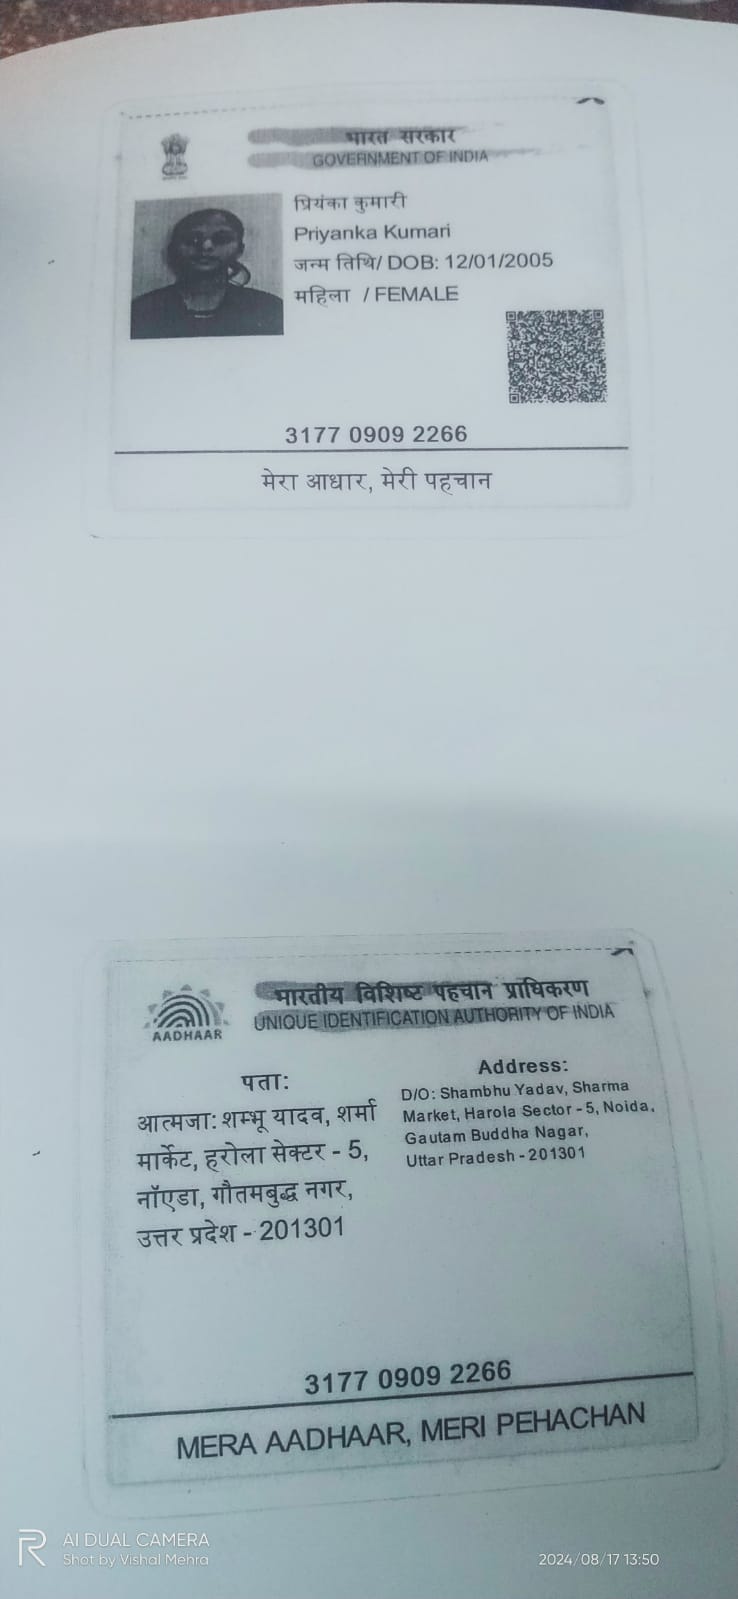 भारत सरकार
GOVERNMENT OF INDIA
प्रियंका कुमारी
Priyanka Kumari
जन्म तिथि/ DOB: 12/01/2005
महिला / FEMALE
3177 0909 2266
मेरा आधार, मेरी पहचान
भारतीय विशिष्ट पहचान प्राधिकरण
UNIQUE IDENTIFICATION AUTHORITY OF INDIA
AADHAAR
पता:
आत्मजा: शम्भू यादव, शर्मा
मार्केट, हरोला सेक्टर - 5,
नॉएडा, गौतमबुद्ध नगर,
उत्तर प्रदेश - 201301
Address:
D/O: Shambhu Yadav, Sharma
Market, Harola Sector - 5, Noida,
Gautam Buddha Nagar,
Uttar Pradesh - 201301
3177 0909 2266
MERA AADHAAR, MERI PEHACHAN
R AI DUAL CAMERA
Shot by Vishal Mehra
2024/08/17 13:50